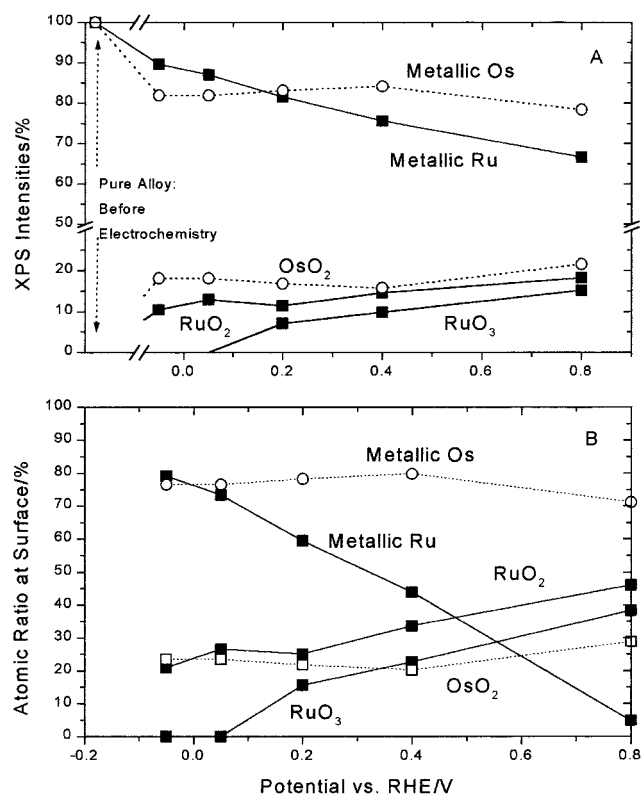 A
100
90
80
70
60
50
20
10
0
XPS Intensities/%
Metallic Os
Metallic Ru
Pure Alloy:
Before
Electrochemistry
OsO2
RuO2
RuO3
0.0
0.2
0.4
0.6
0.8
B
100
90
80
70
60
50
40
30
20
10
0
Atomic Ratio at Surface/%
Metallic Os
Metallic Ru
RuO2
OsO2
RuO3
-0.2
0.0
0.2
0.4
0.6
0.8
Potential vs. RHE/V